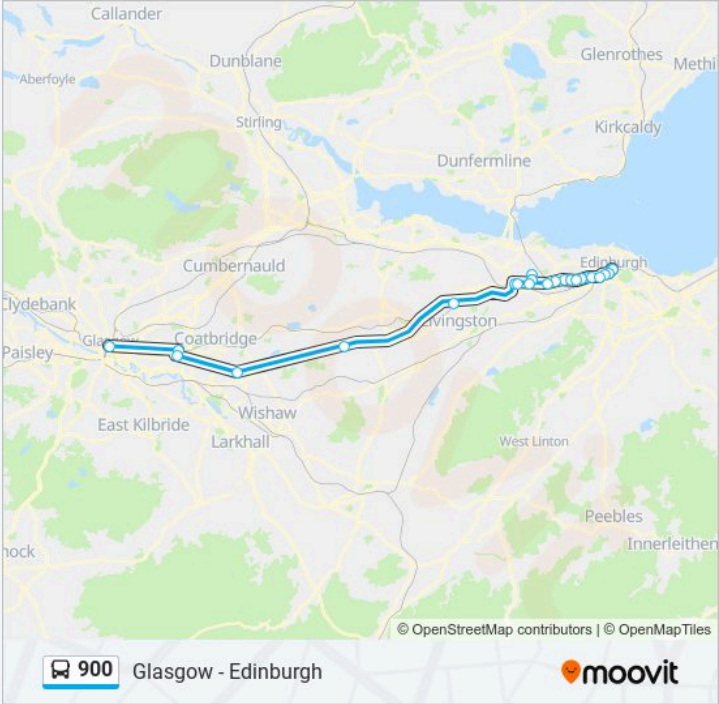 Callander
Glenrothes
Methi
Dunblane
Aberfoyle
Stirling
Kirkcaldy
Dunfermline
Edinburgh
Cumbernauld
Clydebank
Livingston
Coatbridge
Paisley
Wishaw
East Kilbride
Larkhall
West Linton
Peebles
Innerleithen
nock
© OpenStreetMap contributors | © OpenMapTiles
900 Glasgow - Edinburgh
moovit